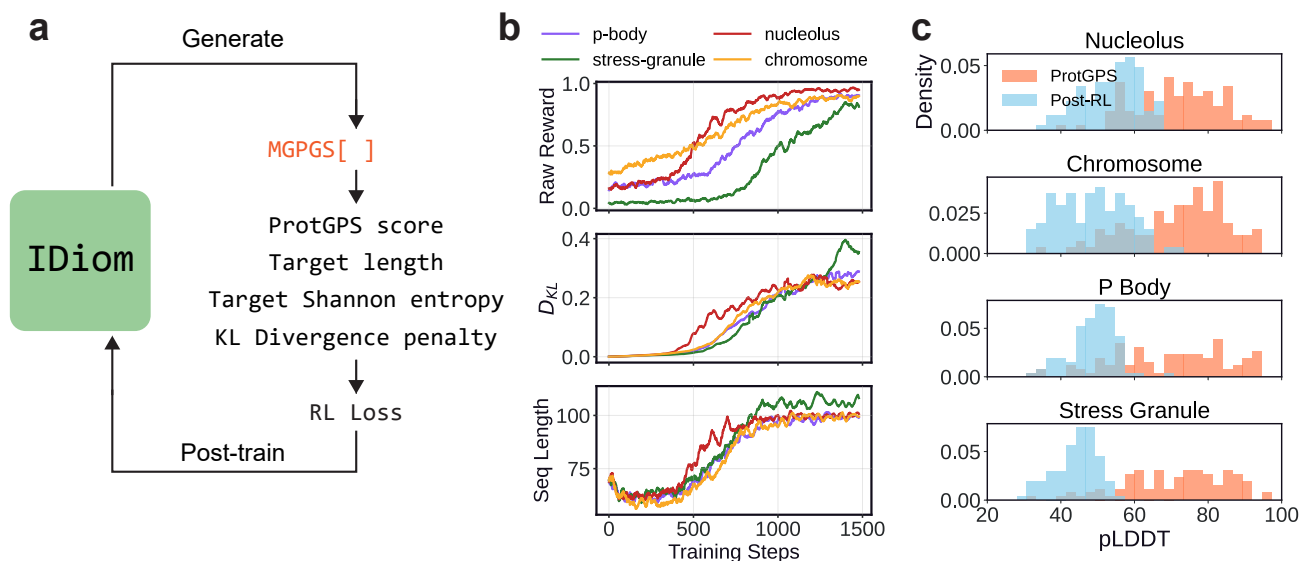 a
Generate
MGPGS[ ]
ProtGPS score
Target length
Target Shannon entropy
KL Divergence penalty
RL Loss
IDiom
Post-train
b
p-body
nucleolus
stress-granule
chromosome
Raw Reward
1.0
0.5
0.0
D_KL
0.4
0.2
0.0
Seq Length
100
75
0 500 1000 1500
Training Steps
c
Nucleolus
Density
0.05
0.00
ProtGPS
Post-RL
Chromosome
0.025
0.000
P Body
0.05
0.00
Stress Granule
0.05
0.00
20 40 60 80 100
pLDDT